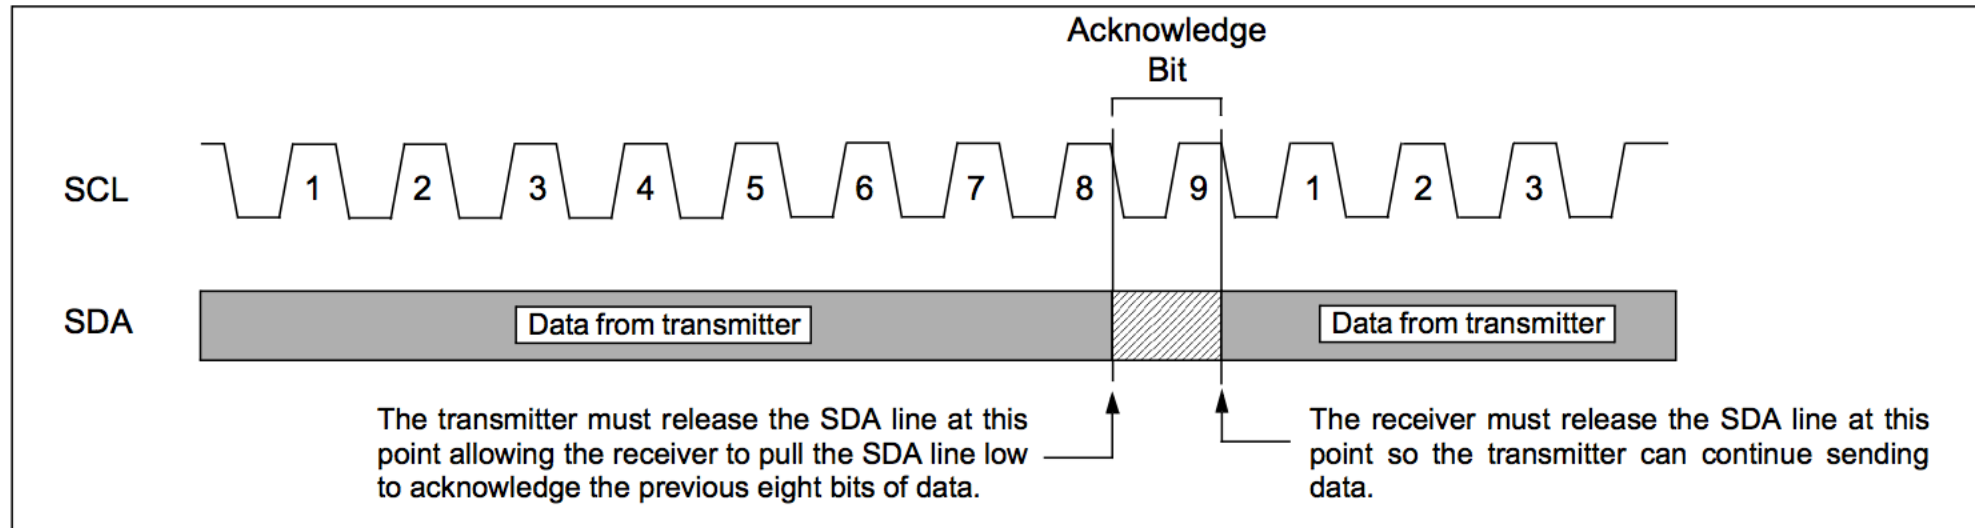 Acknowledge
Bit
SCL
1 2 3 4 5 6 7 8 9 1 2 3
SDA
Data from transmitter
Data from transmitter
The transmitter must release the SDA line at this
point allowing the receiver to pull the SDA line low
to acknowledge the previous eight bits of data.
The receiver must release the SDA line at this
point so the transmitter can continue sending
data.